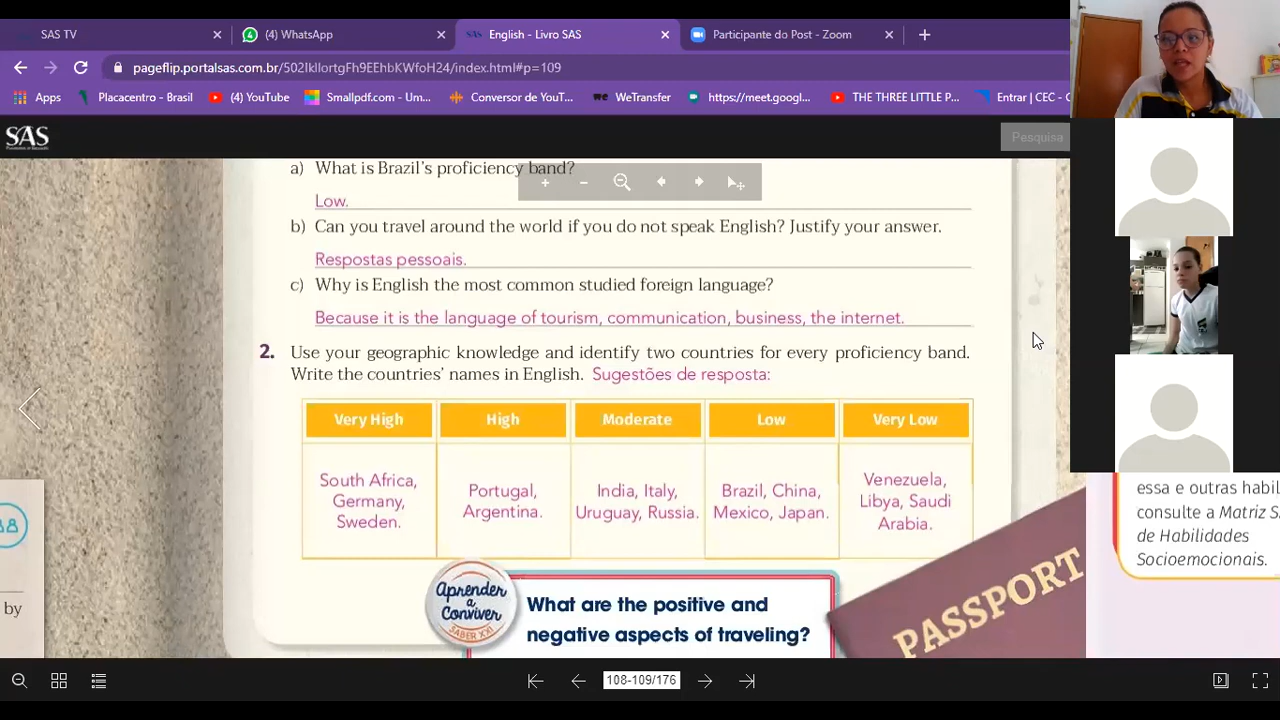 SAS TV
(4) WhatsApp
English - Livro SAS
Participante do Post - Zoom
pageflip.portalsas.com.br/502IkllortgFh9EEhbKWfoH24/index.html#p=109
Apps
Placacentro - Brasil
(4) YouTube
Smallpdf.com - Um...
Conversor de YouT...
WeTransfer
https://meet.googl...
THE THREE LITTLE P...
Entrar | CEC - C
SAS
Pesquisa
a) What is Brazil's proficiency band?
Low.
b) Can you travel around the world if you do not speak English? Justify your answer.
Respostas pessoais.
c) Why is English the most common studied foreign language?
Because it is the language of tourism, communication, business, the internet.
2. Use your geographic knowledge and identify two countries for every proficiency band.
Write the countries' names in English. Sugestões de resposta:
Very High
High
Moderate
Low
Very Low
South Africa,
Germany,
Sweden.
Portugal,
Argentina.
India, Italy,
Uruguay, Russia.
Brazil, China,
Mexico, Japan.
Venezuela,
Libya, Saudi
Arabia.
Aprender
a
Conviver
SABER XXI
What are the positive and
negative aspects of traveling?
PASSPORT
essa e outras habil
consulte a Matriz S
de Habilidades
Socioemocionais.
by
108-109/176